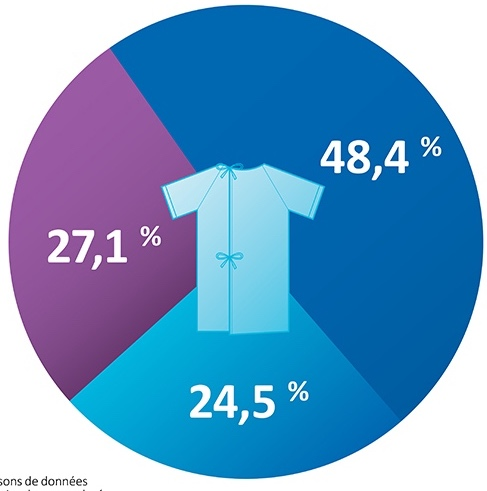 48,4 %
27,1 %
24,5 %
sons de données